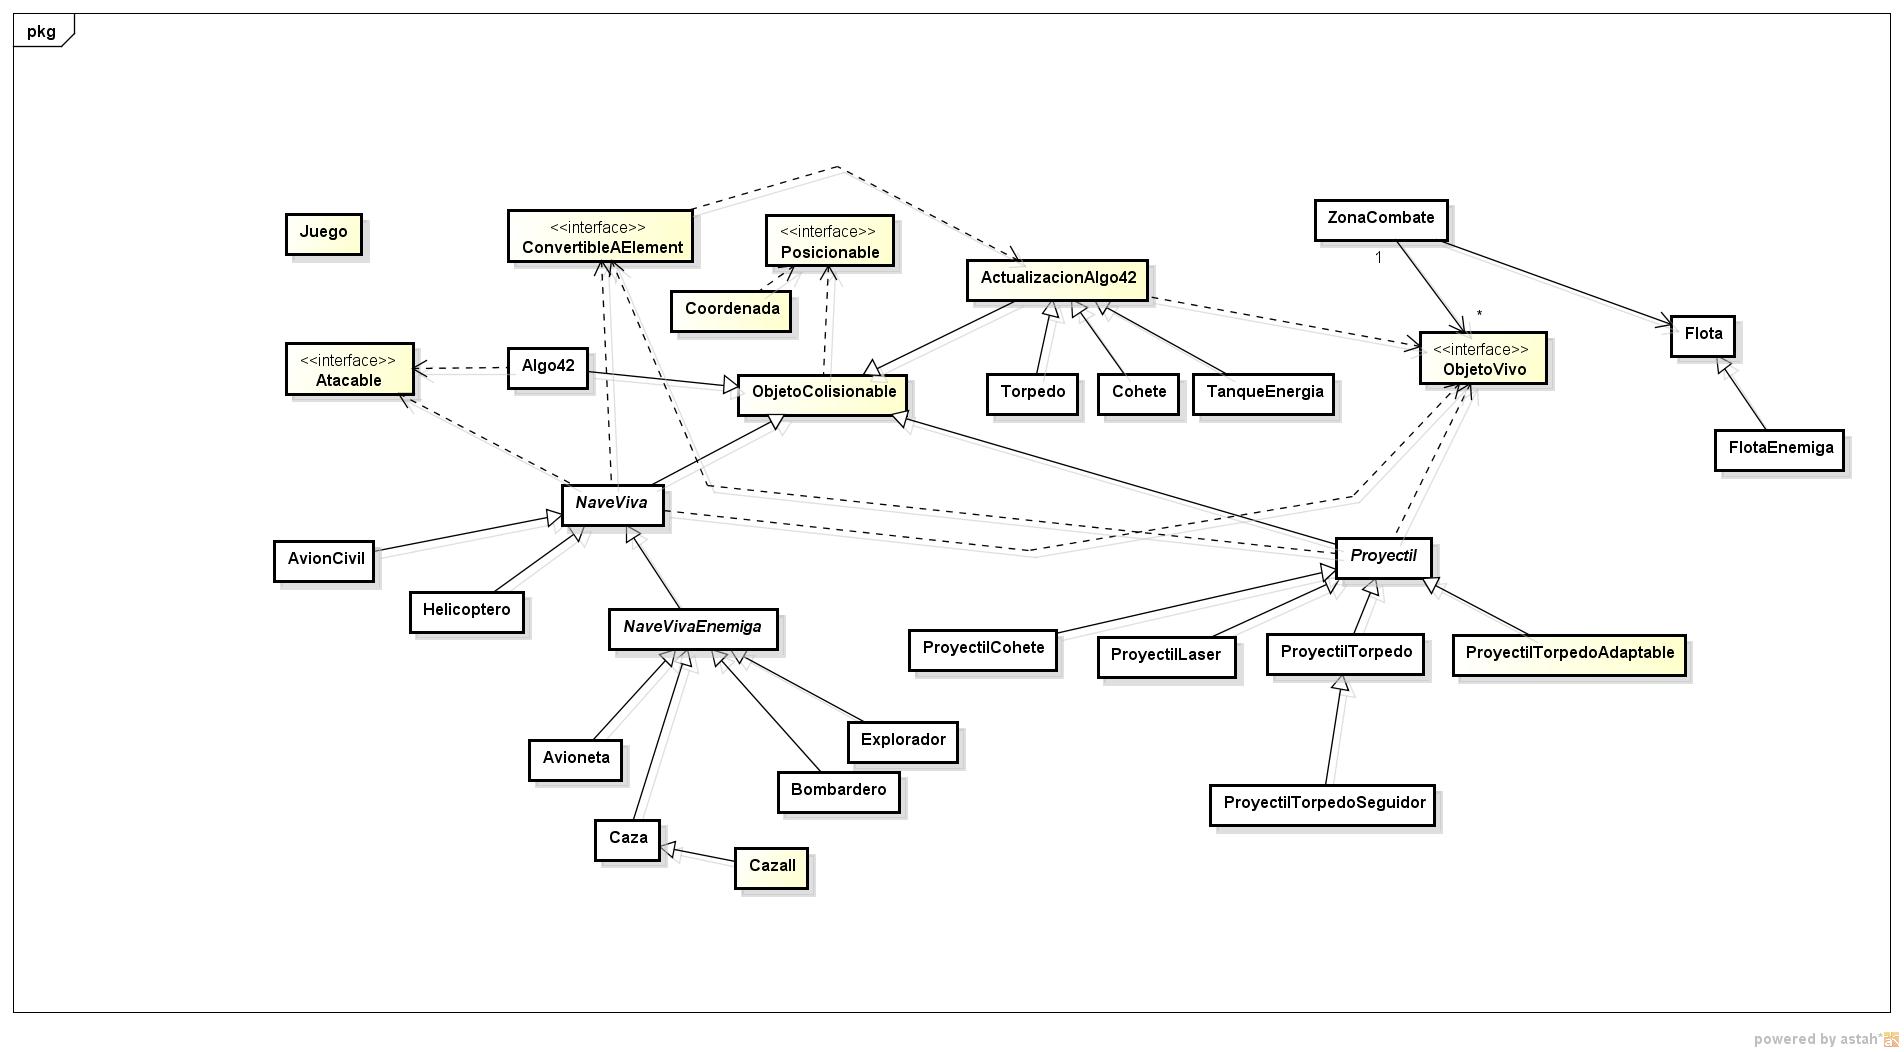 pkg
ZonaCombate
<<interface>>
ConvertibleAElement
<<interface>>
Posicionable
Juego
1
ActualizacionAlgo42
Coordenada
*
Flota
<<interface>>
ObjetoVivo
<<interface>>
Atacable
Algo42
ObjetoColisionable
Torpedo
Cohete
TanqueEnergia
FlotaEnemiga
NaveViva
AvionCivil
Proyectil
Helicoptero
NaveVivaEnemiga
ProyectilCohete
ProyectilLaser
ProyectilTorpedo
ProyectilTorpedoAdaptable
Explorador
Avioneta
Bombardero
ProyectilTorpedoSeguidor
Caza
CazaII
powered by astah*